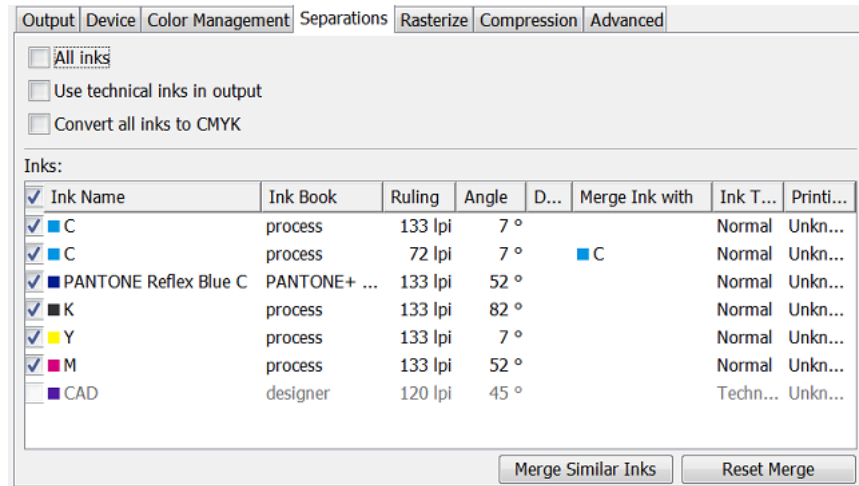 Output Device Color Management Separations Rasterize Compression Advanced
All inks
Use technical inks in output
Convert all inks to CMYK
Inks:
Ink Name Ink Book Ruling Angle D... Merge Ink with Ink T... Printi...
C process 133 lpi 7 ° Normal Unkn...
C process 72 lpi 7 ° C Normal Unkn...
PANTONE Reflex Blue C PANTONE+ ... 133 lpi 52 ° Normal Unkn...
K process 133 lpi 82 ° Normal Unkn...
Y process 133 lpi 7 ° Normal Unkn...
M process 133 lpi 52 ° Normal Unkn...
CAD designer 120 lpi 45 ° Techn... Unkn...
Merge Similar Inks Reset Merge